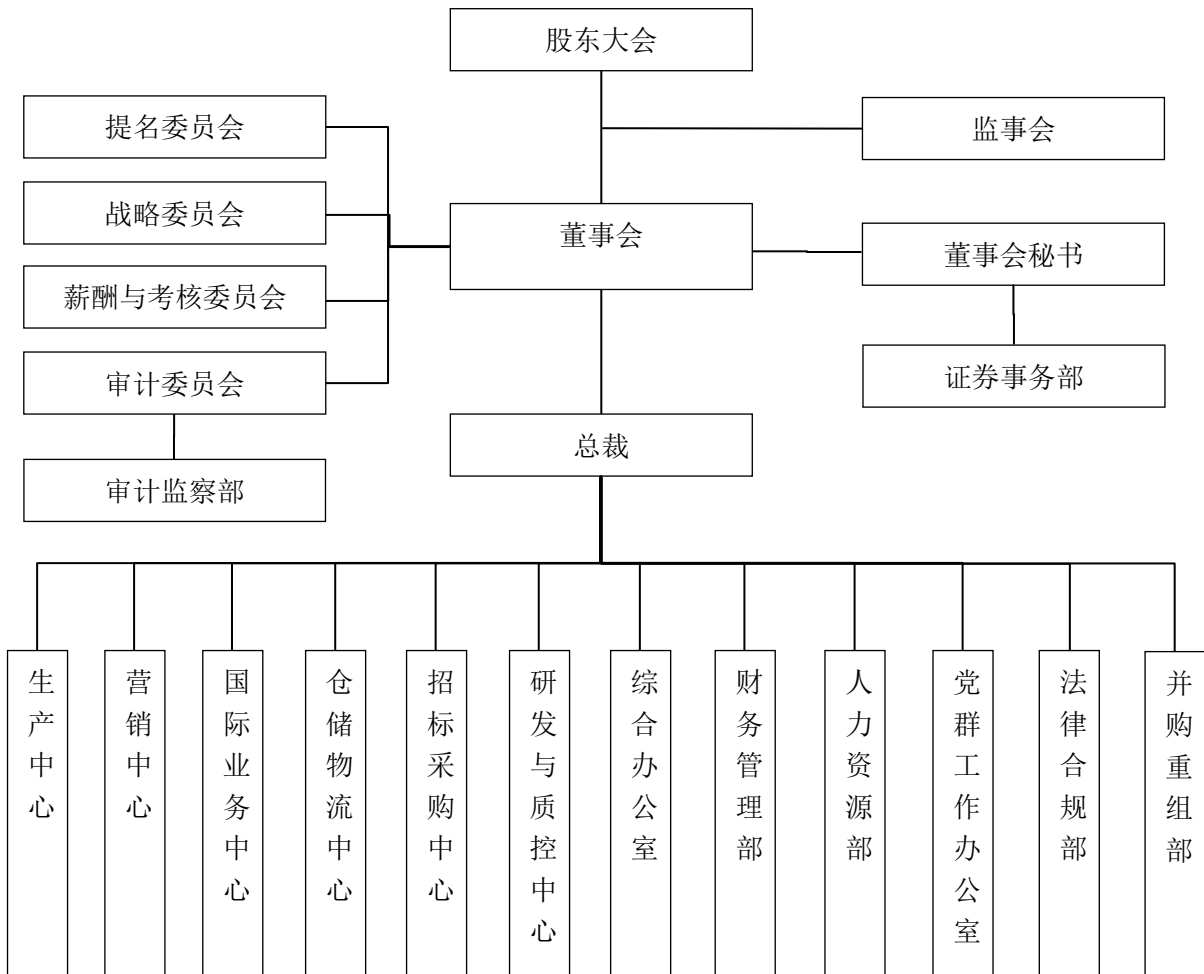 股东大会
提名委员会
监事会
战略委员会
董事会
董事会秘书
薪酬与考核委员会
审计委员会
证券事务部
总裁
审计监察部
生产中心
营销中心
国际业务中心
仓储物流中心
招标采购中心
研发与质控中心
综合办公室
财务管理部
人力资源部
党群工作办公室
法律合规部
并购重组部